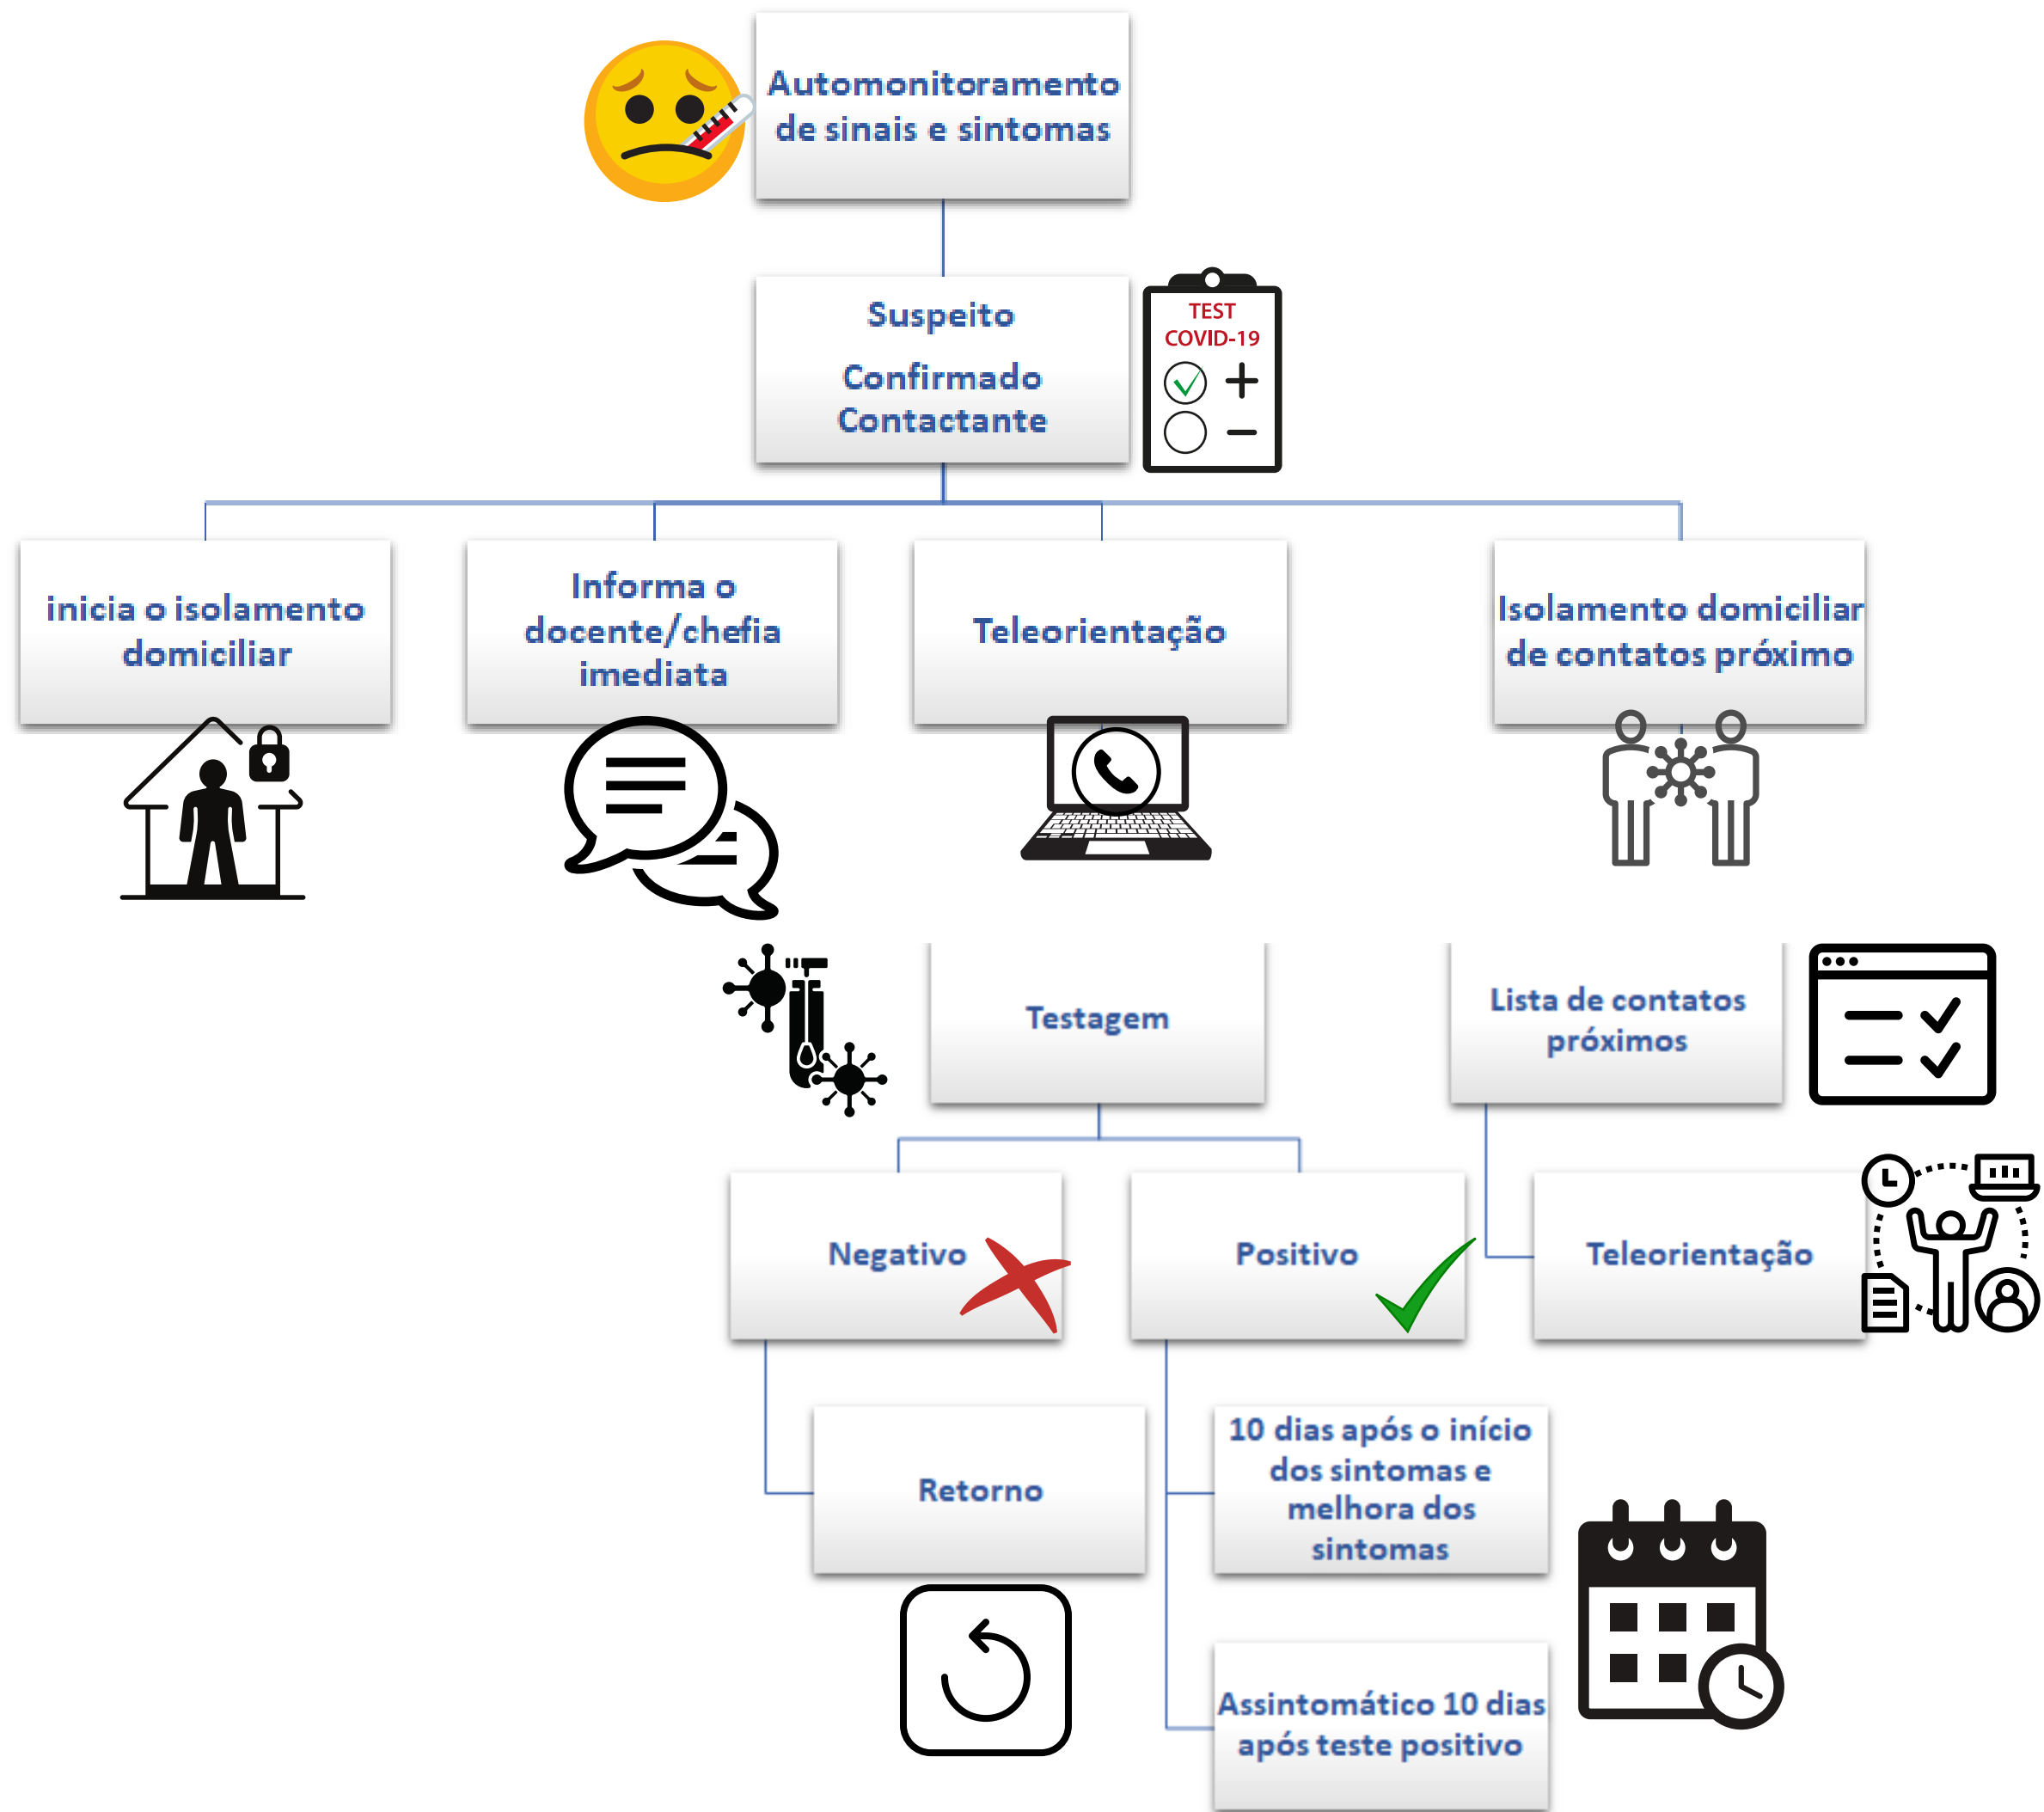 Automonitoramento
de sinais e sintomas
Suspeito
Confirmado
Contactante
TEST
COVID-19
inicia o isolamento
domiciliar
Informa o
docente/chefia
imediata
Teleorientação
Isolamento domiciliar
de contatos próximo
Testagem
Lista de contatos
próximos
Negativo
Positivo
Teleorientação
Retorno
10 dias após o início
dos sintomas e
melhora dos
sintomas
Assintomático 10 dias
após teste positivo